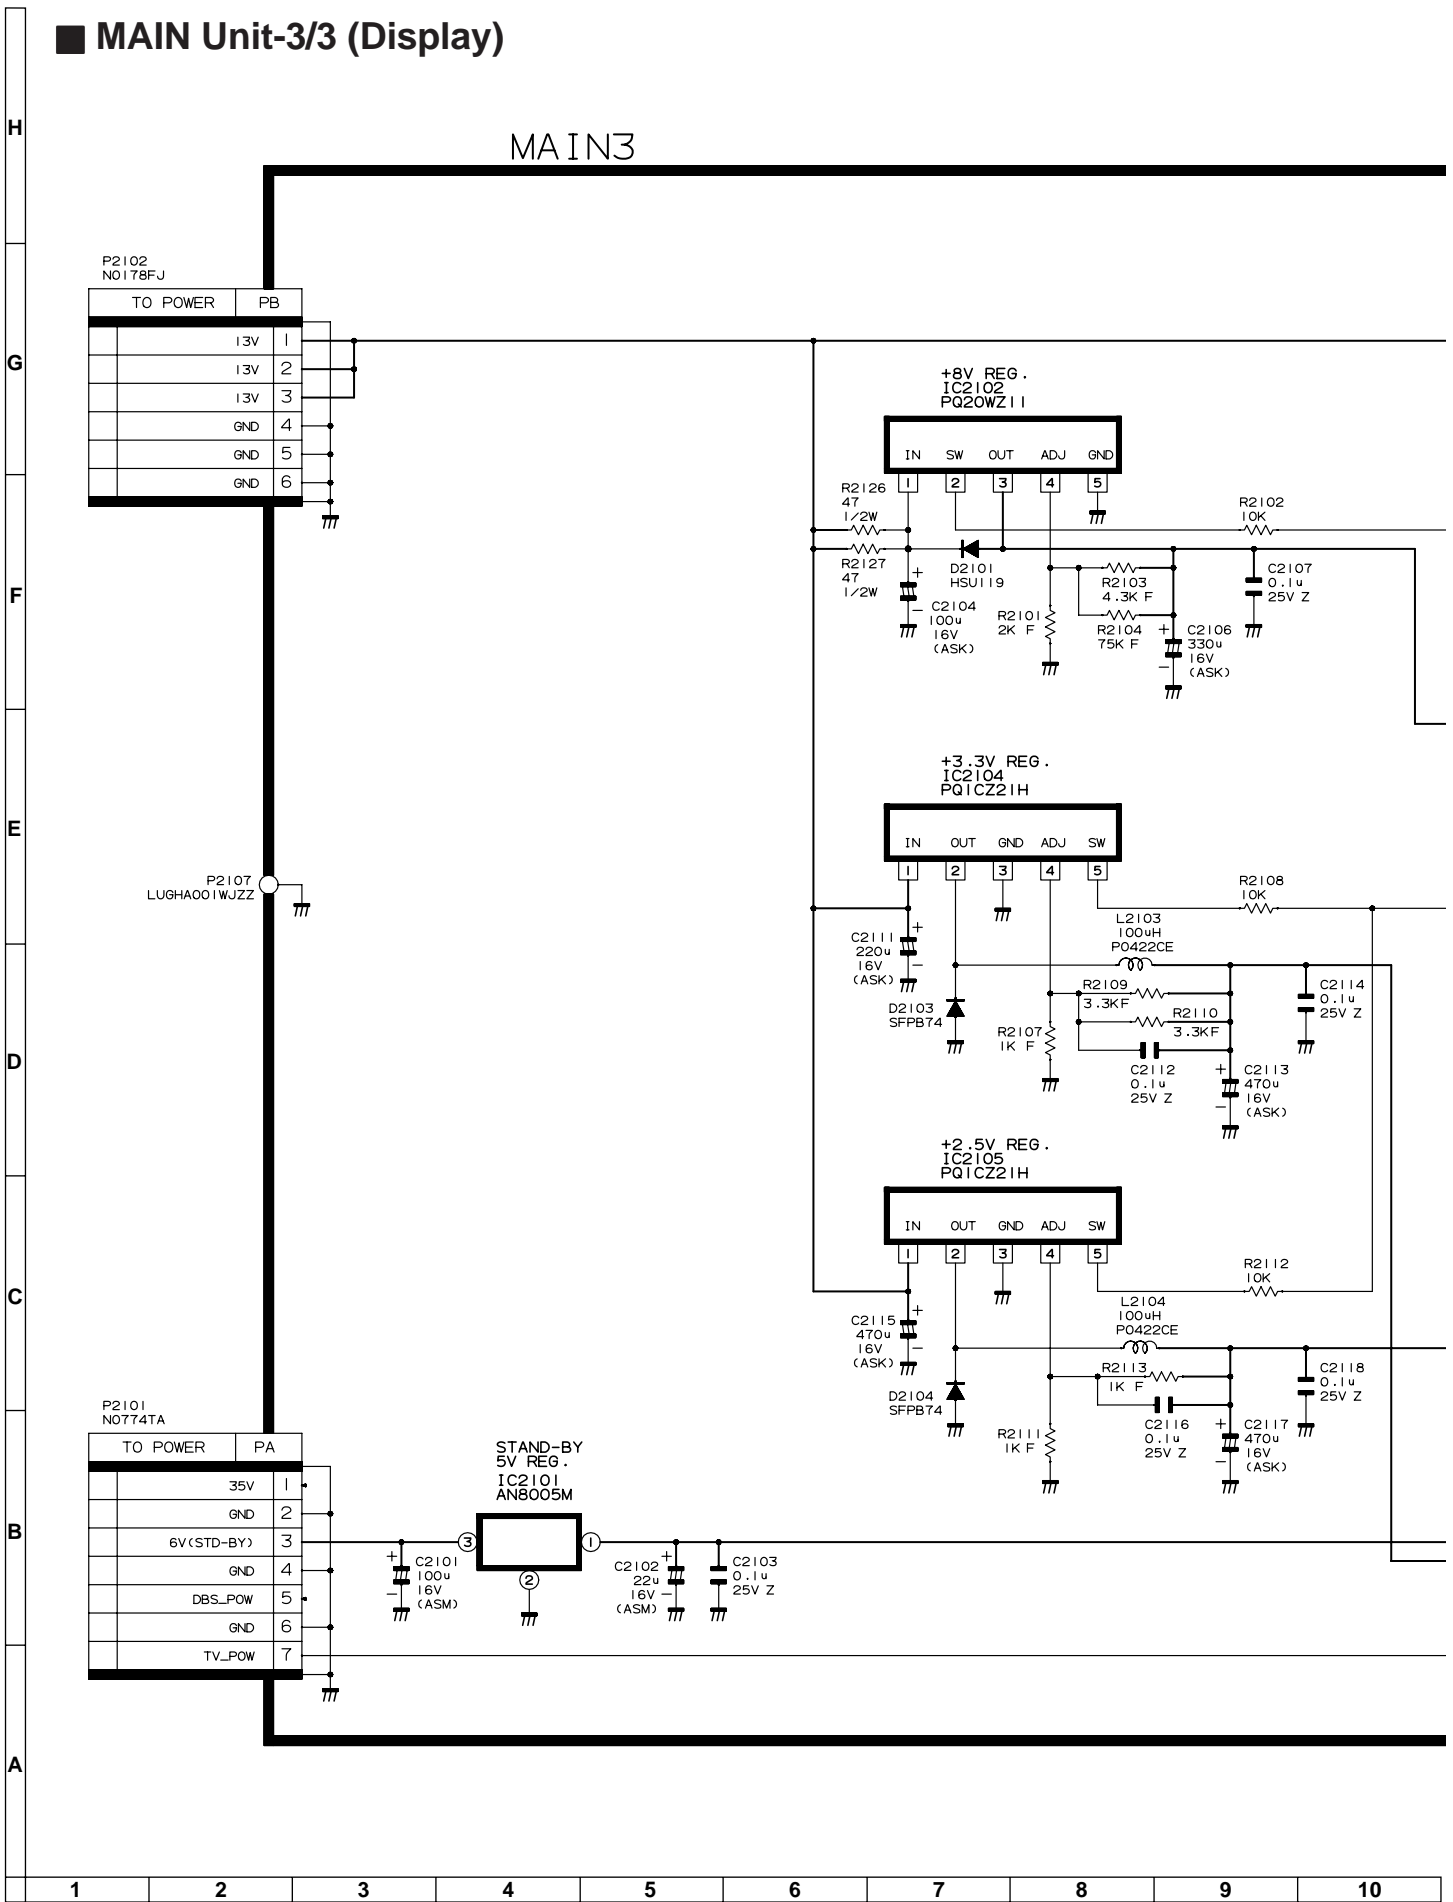 MAIN Unit-3/3 (Display)
H
MAIN3
P2102
N0178FJ
TO POWER PB
13V 1
G
13V 2
13V 3
GND 4
GND 5
GND 6
+8V REG.
IC2102
PQ20WZ11
IN SW OUT ADJ GND
1 2 3 4 5
R2126
47
1/2W
R2127
47
1/2W
R2102
10K
D2101
HSU119
F
+
-
C2104
100u
16V
(ASK)
R2101
2K F
R2103
4.3K F
R2104
75K F
+
-
C2106
330u
16V
(ASK)
C2107
0.1u
25V Z
+3.3V REG.
IC2104
PQ1CZ21H
E
IN OUT GND ADJ SW
1 2 3 4 5
P2107
LUGHA001WJZZ
R2108
10K
L2103
100uH
P0422CE
C2111
220u
16V
(ASK)
+
-
D2103
SFPB74
R2109
3.3KF
R2110
3.3KF
R2107
1K F
C2114
0.1u
25V Z
D
C2112
0.1u
25V Z
+
-
C2113
470u
16V
(ASK)
+2.5V REG.
IC2105
PQ1CZ21H
IN OUT GND ADJ SW
1 2 3 4 5
C
R2112
10K
L2104
100uH
P0422CE
C2115
470u
16V
(ASK)
+
-
D2104
SFPB74
R2113
1K F
C2118
0.1u
25V Z
R2111
1K F
C2116
0.1u
25V Z
+
-
C2117
470u
16V
(ASK)
P2101
N0774TA
TO POWER PA
35V 1
GND 2
B
6V(STD-BY) 3
GND 4
DBS_POW 5
GND 6
TV_POW 7
STAND-BY
5V REG.
IC2101
AN8005M
3 1
2
+
-
C2101
100u
16V
(ASM)
C2102
22u
16V
(ASM)
+
-
C2103
0.1u
25V Z
A
1 2 3 4 5 6 7 8 9 10